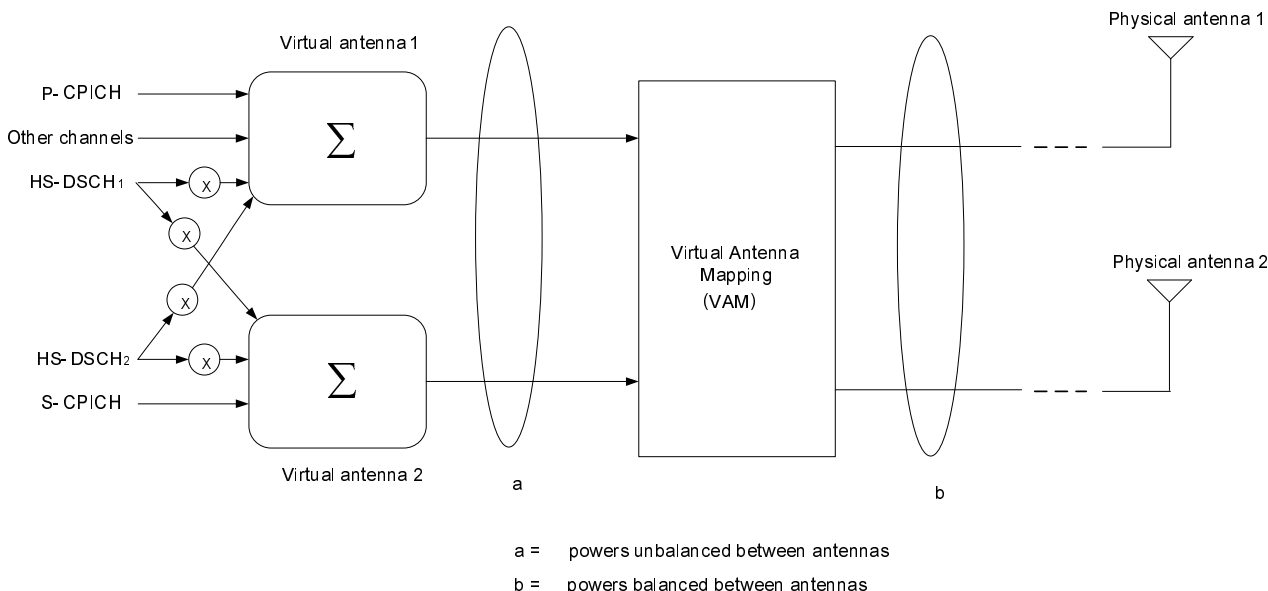 Physical antenna 1
Virtual antenna 1
P- CPICH
Other channels
HS- DSCH1
X
X
Σ
Virtual Antenna
Mapping
(VAM)
Physical antenna 2
X
HS- DSCH2
X
S- CPICH
Σ
Virtual antenna 2
a
b
a = powers unbalanced between antennas
b = powers balanced between antennas